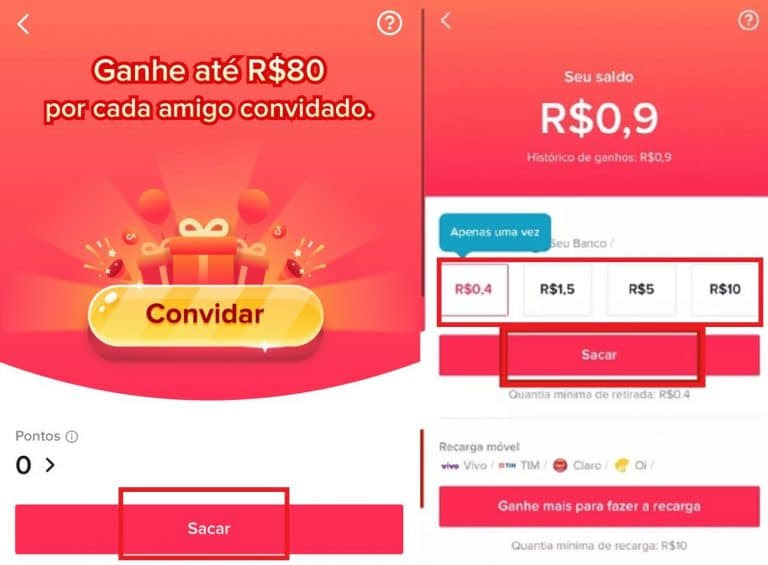 Ganhe até R$80
por cada amigo convidado.
Convidar
Pontos
0
Sacar
Seu saldo
R$0,9
Histórico de ganhos: R$0,9
Apenas uma vez
Seu Banco /
R$0,4 R$1,5 R$5 R$10
Sacar
Quantia mínima de retirada: R$0.4
Recarga móvel
vivo Vivo / TIM TIM / Claro / Oi /
Ganhe mais para fazer a recarga
Quantia mínima de recarga: R$10